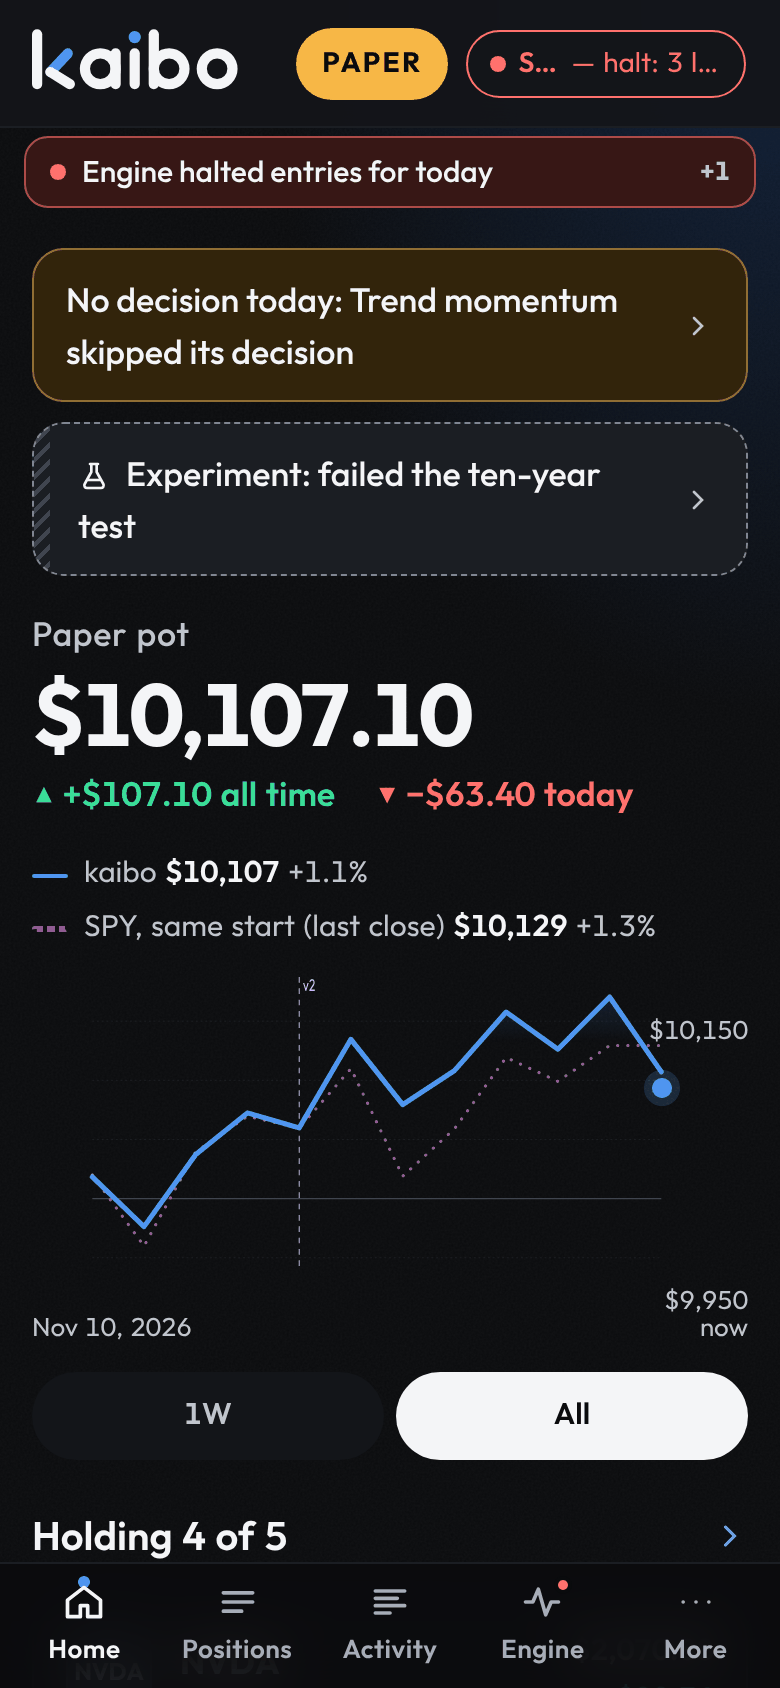 kaibo
PAPER
S... — halt: 3 l...
Engine halted entries for today
+1
No decision today: Trend momentum
skipped its decision
Experiment: failed the ten-year
test
Paper pot
$10,107.10
▲ +$107.10 all time ▼ −$63.40 today
kaibo $10,107 +1.1%
SPY, same start (last close) $10,129 +1.3%
v2
$10,150
$9,950
Nov 10, 2026
now
1W
All
Holding 4 of 5
Home
Positions
Activity
Engine
More
NVDA NVDA